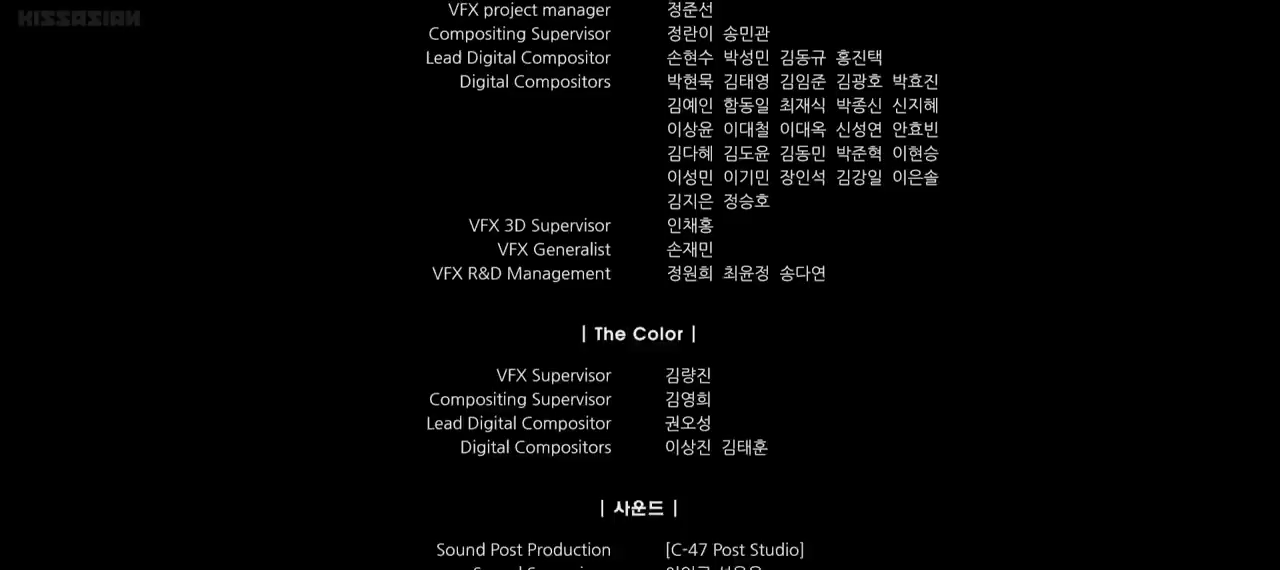 KISSASIAN
VFX project manager 정준선
Compositing Supervisor 정란이 송민관
Lead Digital Compositor 손현수 박성민 김동규 홍진택
Digital Compositors 박현묵 김태영 김임준 김광호 박효진
김예인 함동일 최재식 박종신 신지혜
이상윤 이대철 이대옥 신성연 안효빈
김다혜 김도윤 김동민 박준혁 이현승
이성민 이기민 장인석 김강일 이은솔
김지은 정승호
VFX 3D Supervisor 인채홍
VFX Generalist 손재민
VFX R&D Management 정원희 최윤정 송다연
| The Color |
VFX Supervisor 김량진
Compositing Supervisor 김영희
Lead Digital Compositor 권오성
Digital Compositors 이상진 김태훈
| 사운드 |
Sound Post Production [C-47 Post Studio]